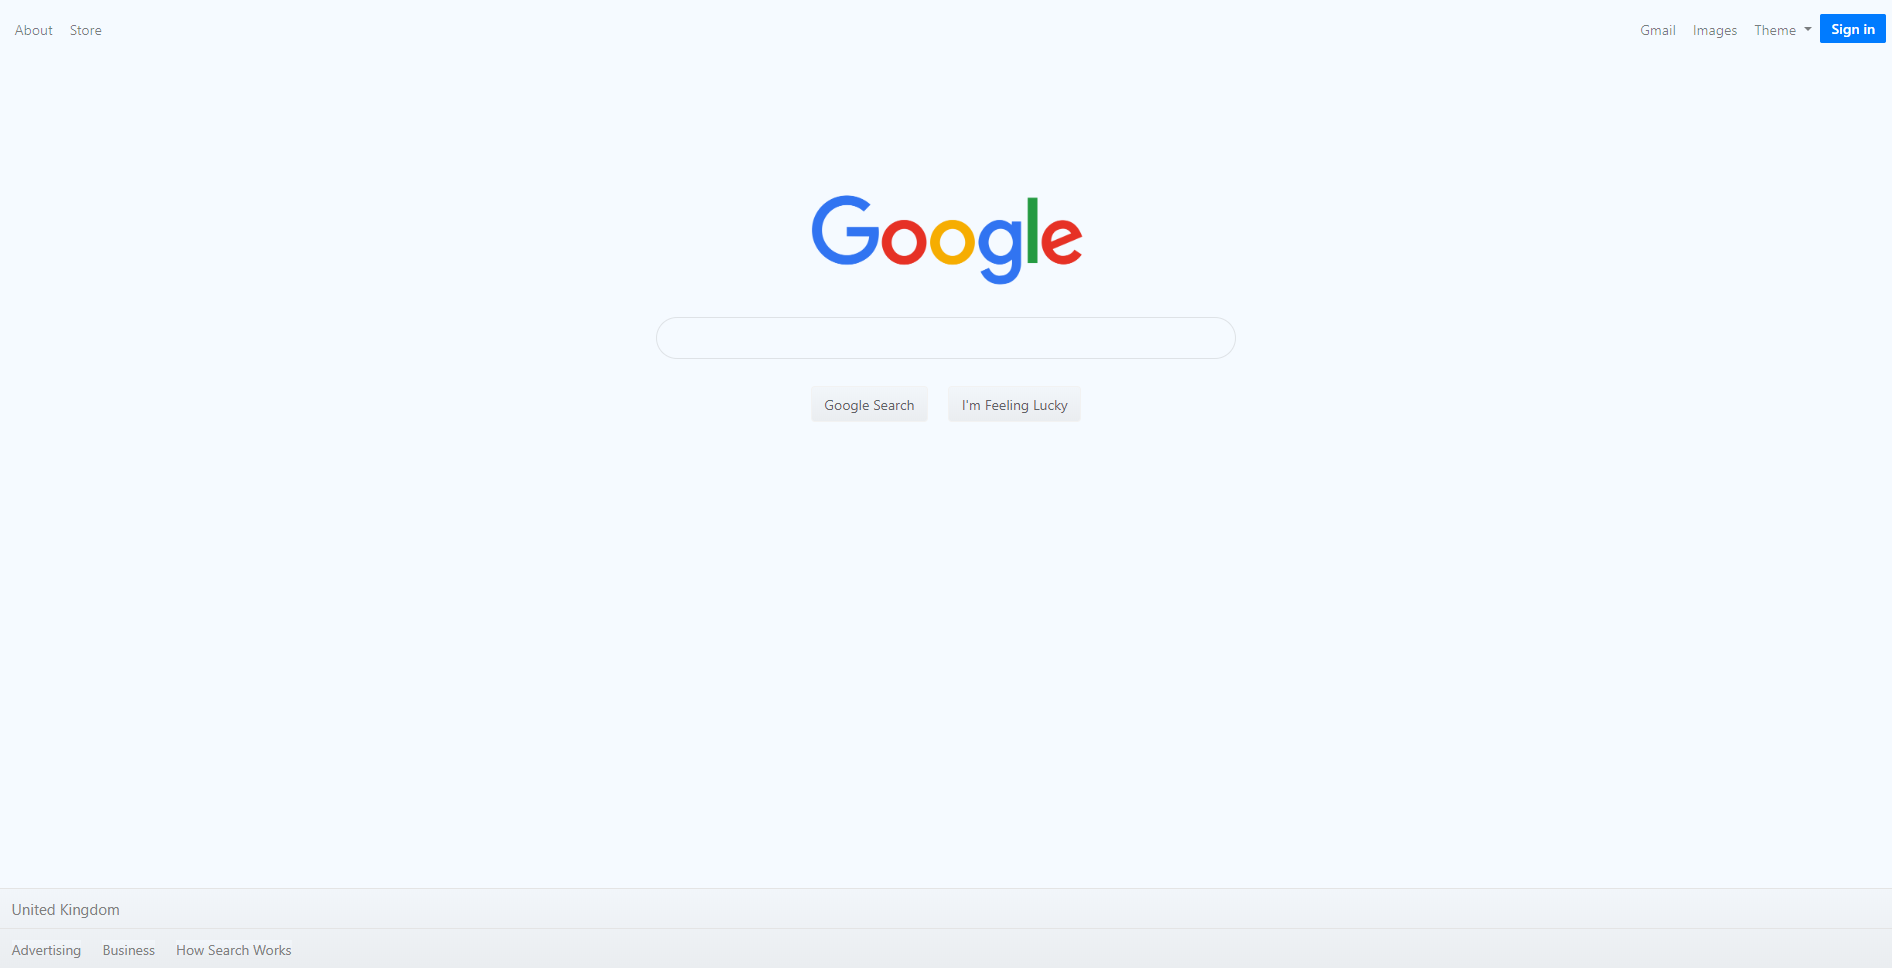 About Store Gmail Images Theme Sign in
Google
Google Search I'm Feeling Lucky
United Kingdom
Advertising Business How Search Works